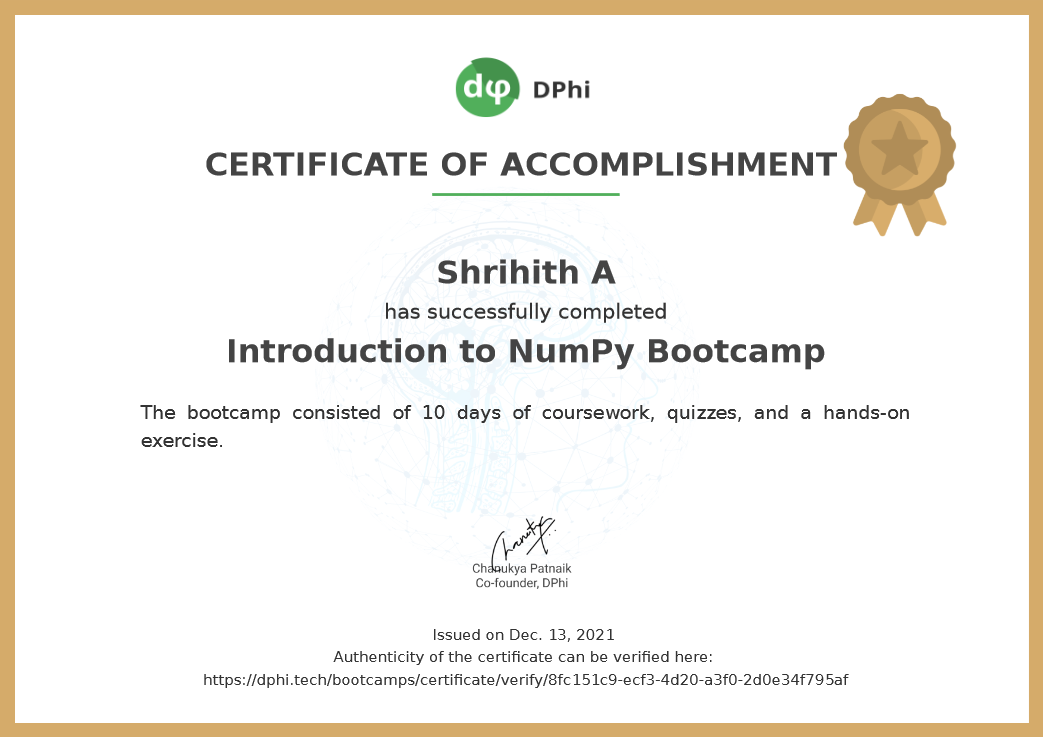 dφ DPhi
CERTIFICATE OF ACCOMPLISHMENT
Shrihith A
has successfully completed
Introduction to NumPy Bootcamp
The bootcamp consisted of 10 days of coursework, quizzes, and a hands-on
exercise.
Chanukya Patnaik
Co-founder, DPhi
Issued on Dec. 13, 2021
Authenticity of the certificate can be verified here:
https://dphi.tech/bootcamps/certificate/verify/8fc151c9-ecf3-4d20-a3f0-2d0e34f795af